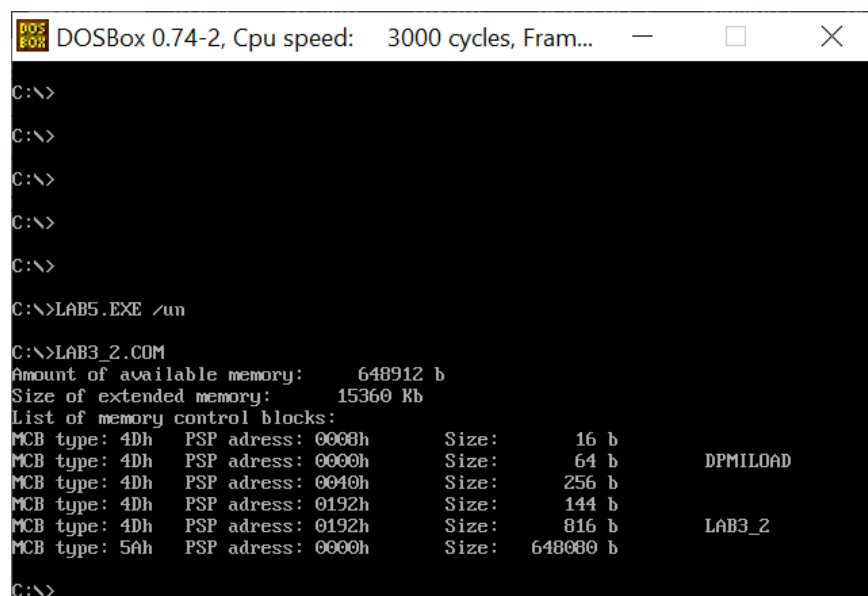 DOS BOX DOSBox 0.74-2, Cpu speed: 3000 cycles, Fram...
C:\>
C:\>
C:\>
C:\>
C:\>
C:\>LAB5.EXE /un
C:\>LAB3_2.COM
Amount of available memory: 648912 b
Size of extended memory: 15360 Kb
List of memory control blocks:
MCB type: 4Dh PSP adress: 0008h Size: 16 b
MCB type: 4Dh PSP adress: 0000h Size: 64 b DPMILOAD
MCB type: 4Dh PSP adress: 0040h Size: 256 b
MCB type: 4Dh PSP adress: 0192h Size: 144 b
MCB type: 4Dh PSP adress: 0192h Size: 816 b LAB3_2
MCB type: 5Ah PSP adress: 0000h Size: 648080 b
C:\>